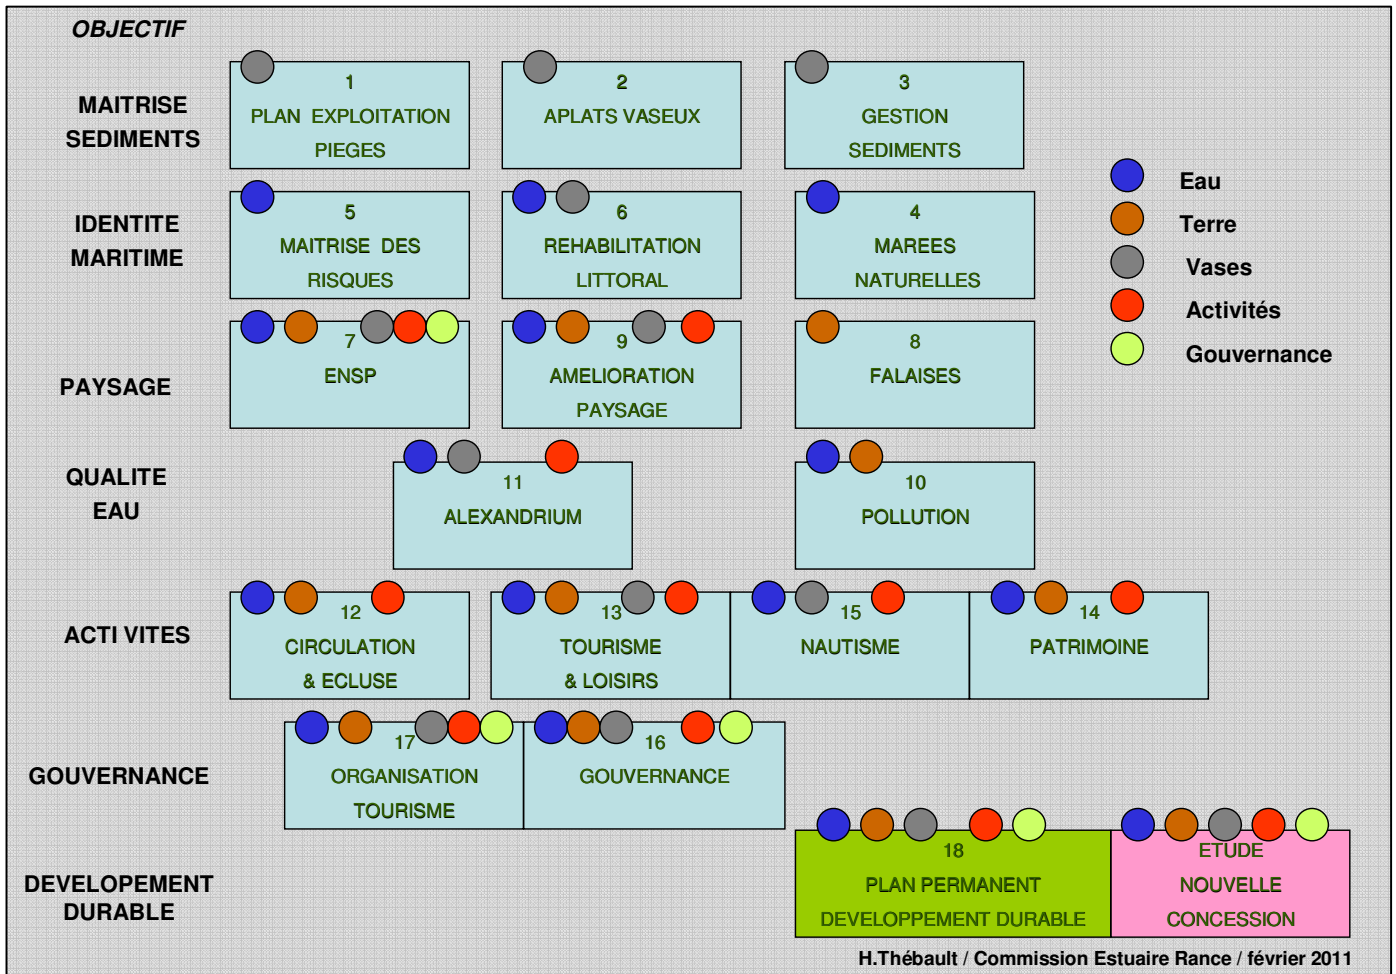 OBJECTIF
MAITRISE
SEDIMENTS
1
PLAN EXPLOITATION
PIEGES
2
APLATS VASEUX
3
GESTION
SEDIMENTS
IDENTITE
MARITIME
5
MAITRISE DES
RISQUES
6
REHABILITATION
LITTORAL
4
MAREES
NATURELLES
Eau
Terre
Vases
Activités
Gouvernance
PAYSAGE
7
ENSP
9
AMELIORATION
PAYSAGE
8
FALAISES
QUALITE
EAU
11
ALEXANDRIUM
10
POLLUTION
ACTI VITES
12
CIRCULATION
& ECLUSE
13
TOURISME
& LOISIRS
15
NAUTISME
14
PATRIMOINE
GOUVERNANCE
17
ORGANISATION
TOURISME
16
GOUVERNANCE
DEVELOPEMENT
DURABLE
18
PLAN PERMANENT
DEVELOPPEMENT DURABLE
ETUDE
NOUVELLE
CONCESSION
H.Thébault / Commission Estuaire Rance / février 2011